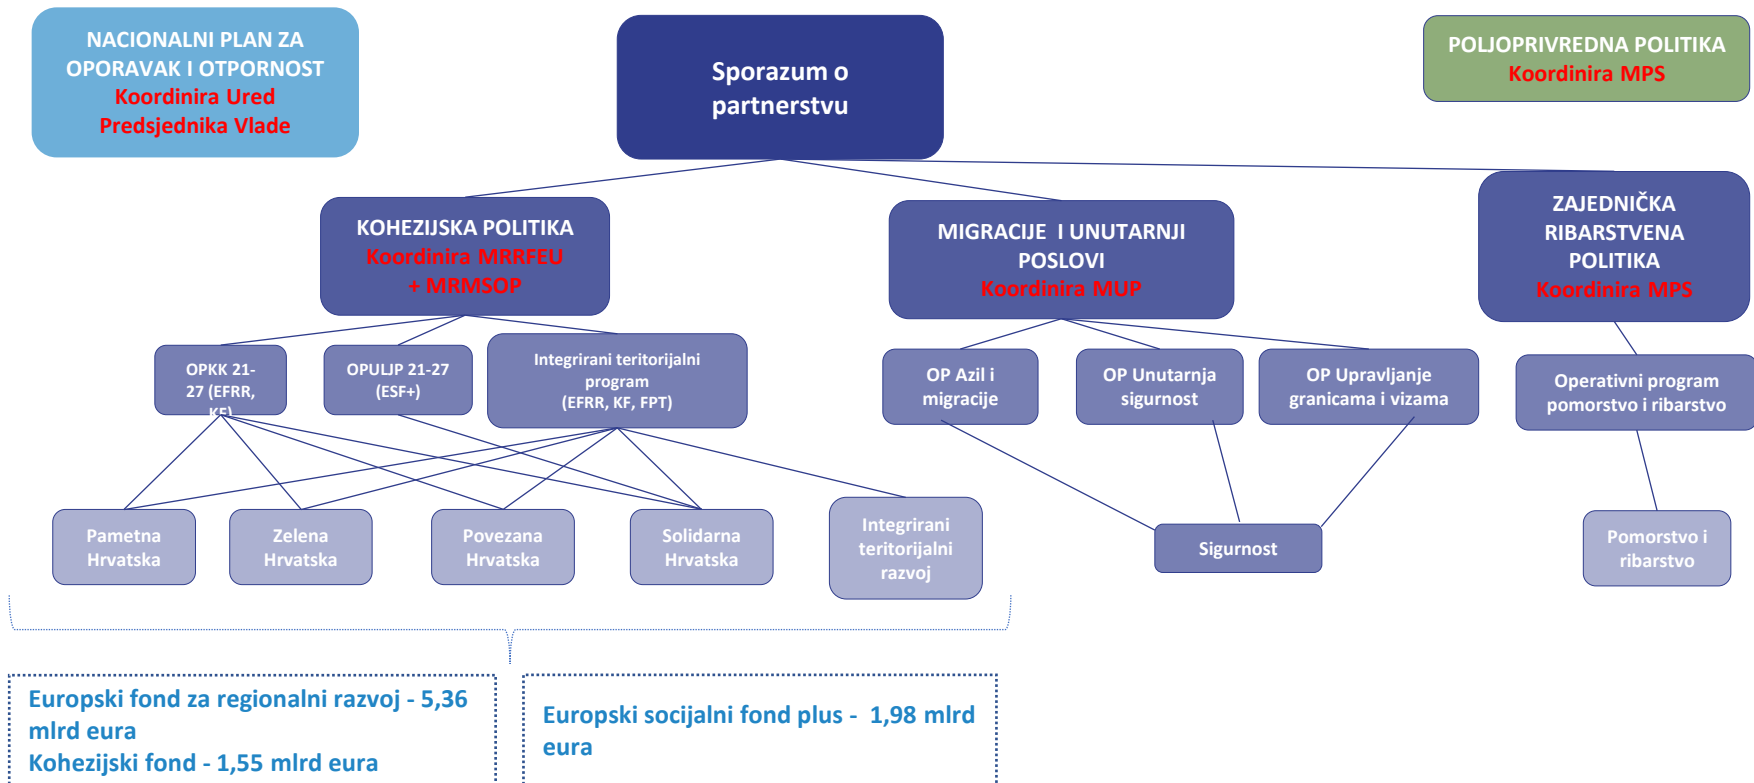 NACIONALNI PLAN ZA
OPORAVAK I OTPORNOST
Koordinira Ured
Predsjednika Vlade
Sporazum o
partnerstvu
POLJOPRIVREDNA POLITIKA
Koordinira MPS
KOHEZIJSKA POLITIKA
Koordinira MRRFEU
+ MRMSOP
MIGRACIJE I UNUTARNJI
POSLOVI
Koordinira MUP
ZAJEDNIČKA
RIBARSTVENA
POLITIKA
Koordinira MPS
OPKK 21-
27 (EFRR,
KF)
OPULJP 21-27
(ESF+)
Integrirani teritorijalni
program
(EFRR, KF, FPT)
OP Azil i
migracije
OP Unutarnja
sigurnost
OP Upravljanje
granicama i vizama
Operativni program
pomorstvo i ribarstvo
Pametna
Hrvatska
Zelena
Hrvatska
Povezana
Hrvatska
Solidarna
Hrvatska
Integrirani
teritorijalni
razvoj
Sigurnost
Pomorstvo i
ribarstvo
Europski fond za regionalni razvoj - 5,36
mlrd eura
Kohezijski fond - 1,55 mlrd eura
Europski socijalni fond plus - 1,98 mlrd
eura